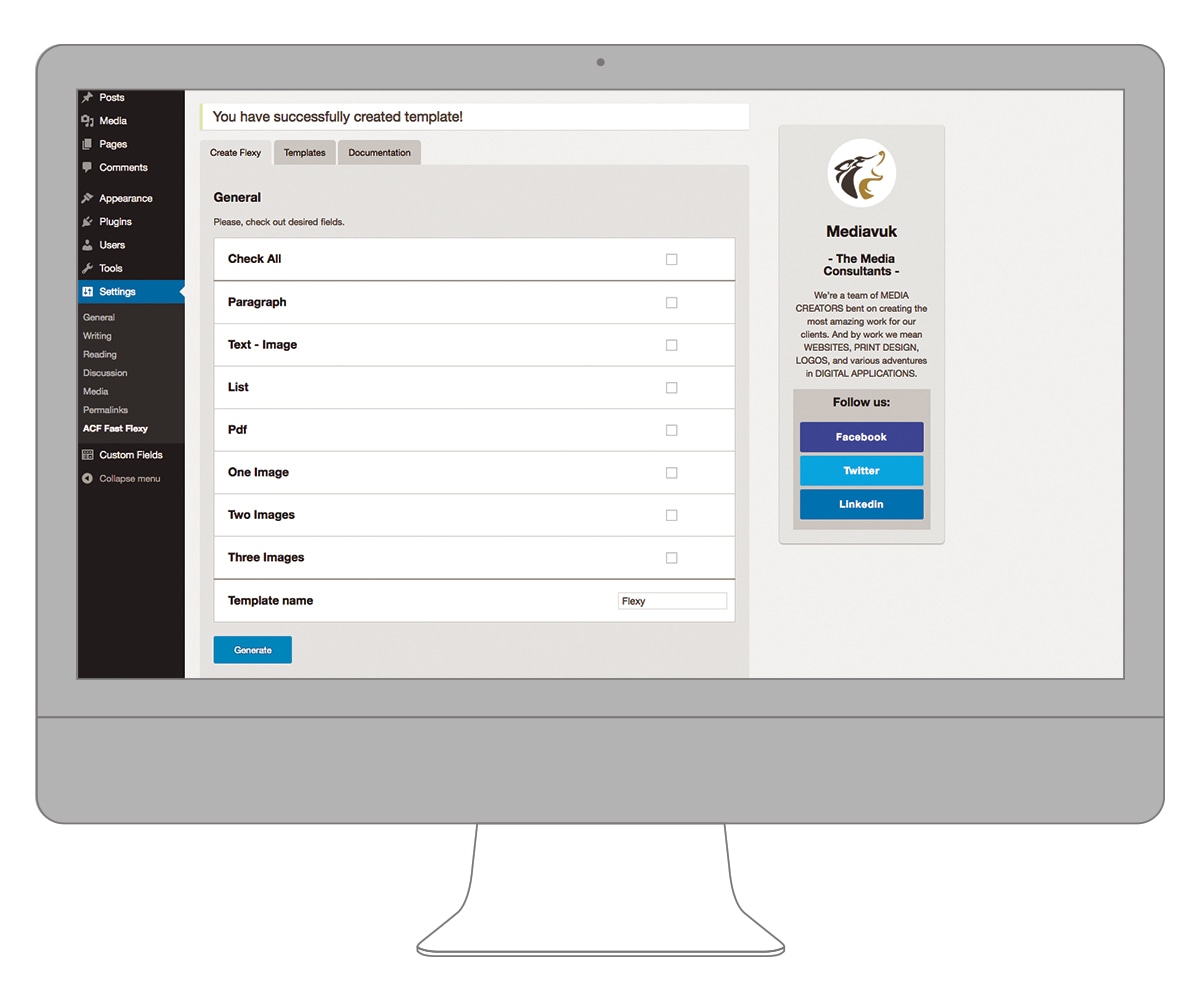 Posts
Media
Pages
Comments
Appearance
Plugins
Users
Tools
Settings
General
Writing
Reading
Discussion
Media
Permalinks
ACF Fast Flexy
Custom Fields
Collapse menu
You have successfully created template!
Create Flexy
Templates
Documentation
General
Please, check out desired fields.
Check All
Paragraph
Text - Image
List
Pdf
One Image
Two Images
Three Images
Template name
Flexy
Generate
Mediavuk
- The Media
Consultants -
We're a team of MEDIA
CREATORS bent on creating the
most amazing work for our
clients. And by work we mean
WEBSITES, PRINT DESIGN,
LOGOS, and various adventures
in DIGITAL APPLICATIONS.
Follow us:
Facebook
Twitter
Linkedin